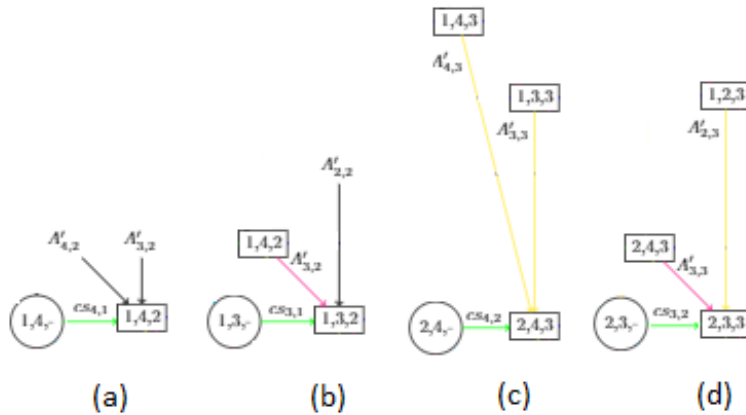 1,4,3
A′4,3
1,3,3
A′3,3
1,2,3
A′2,3
A′2,2
A′4,2
A′3,2
1,4,2
A′3,2
2,4,3
A′3,3
1,4,-
cs4,1
1,4,2
1,3,-
cs3,1
1,3,2
2,4,-
cs4,2
2,4,3
2,3,-
cs3,2
2,3,3
(a)
(b)
(c)
(d)